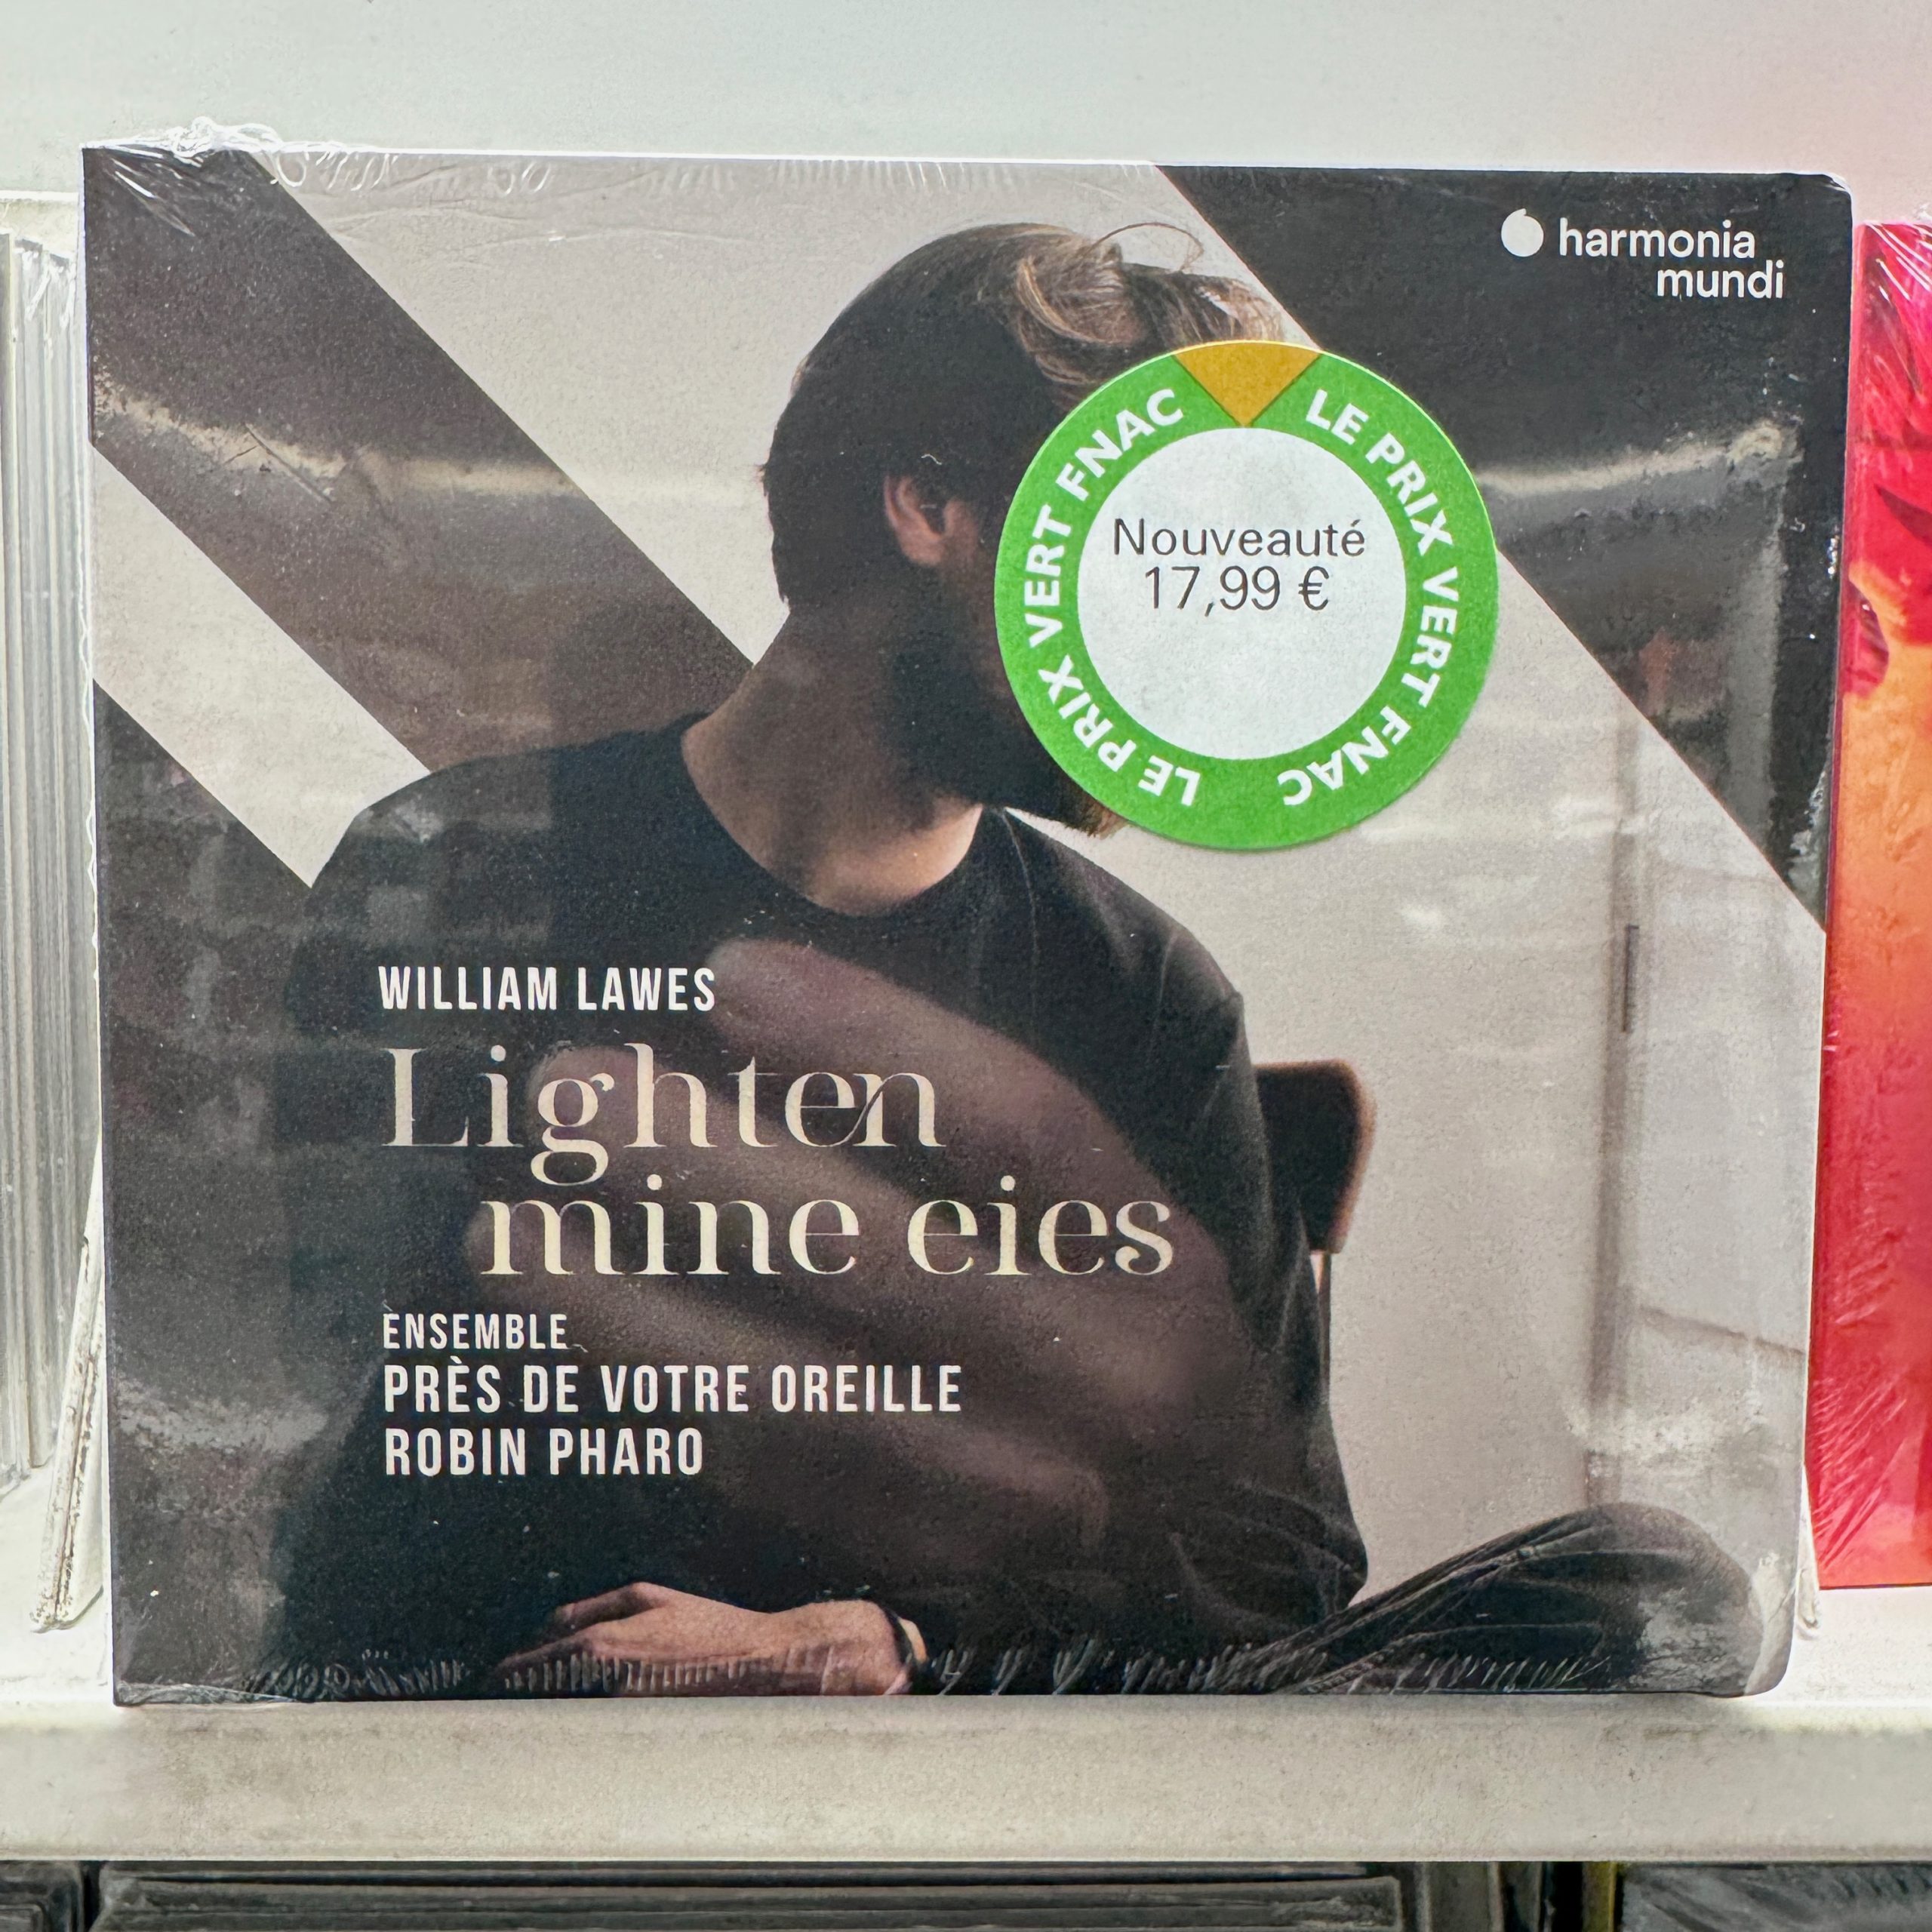 harmonia
mundi
LE PRIX VERT FNAC
LE PRIX VERT FNAC
Nouveauté
17,99 €
WILLIAM LAWES
Lighten
mine eies
ENSEMBLE
PRÈS DE VOTRE OREILLE
ROBIN PHARO